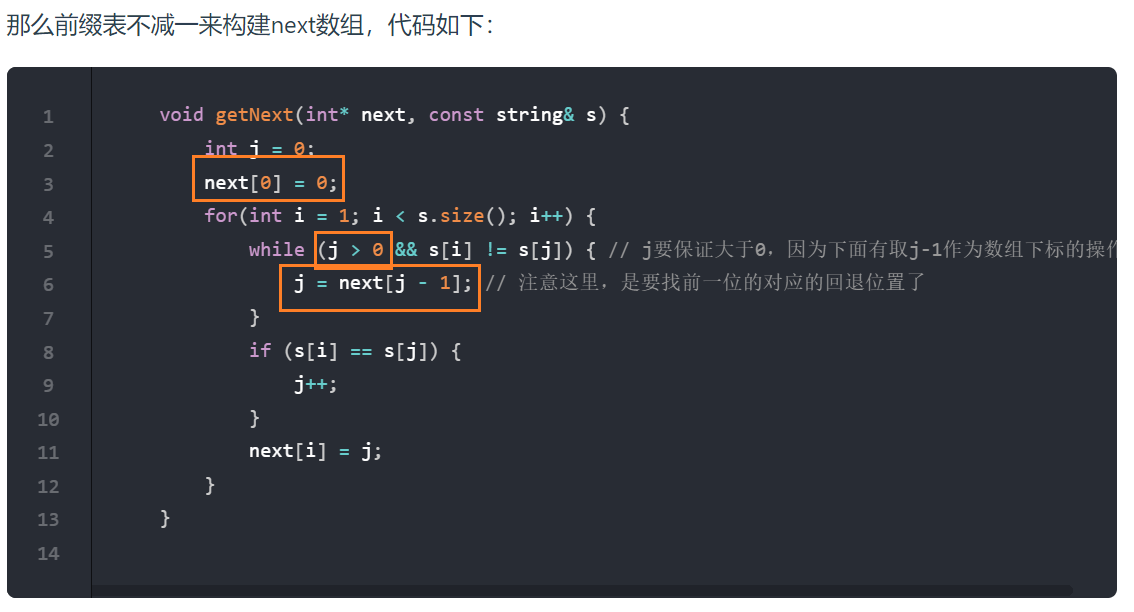 那么前缀表不减一来构建next数组，代码如下：
1 void getNext(int* next, const string& s) {
2 int j = 0;
3 next[0] = 0;
4 for(int i = 1; i < s.size(); i++) {
5 while (j > 0 && s[i] != s[j]) { // j要保证大于0，因为下面有取j-1作为数组下标的操
6 j = next[j - 1]; // 注意这里，是要找前一位的对应的回退位置了
7 }
8 if (s[i] == s[j]) {
9 j++;
10 }
11 next[i] = j;
12 }
13 }
14